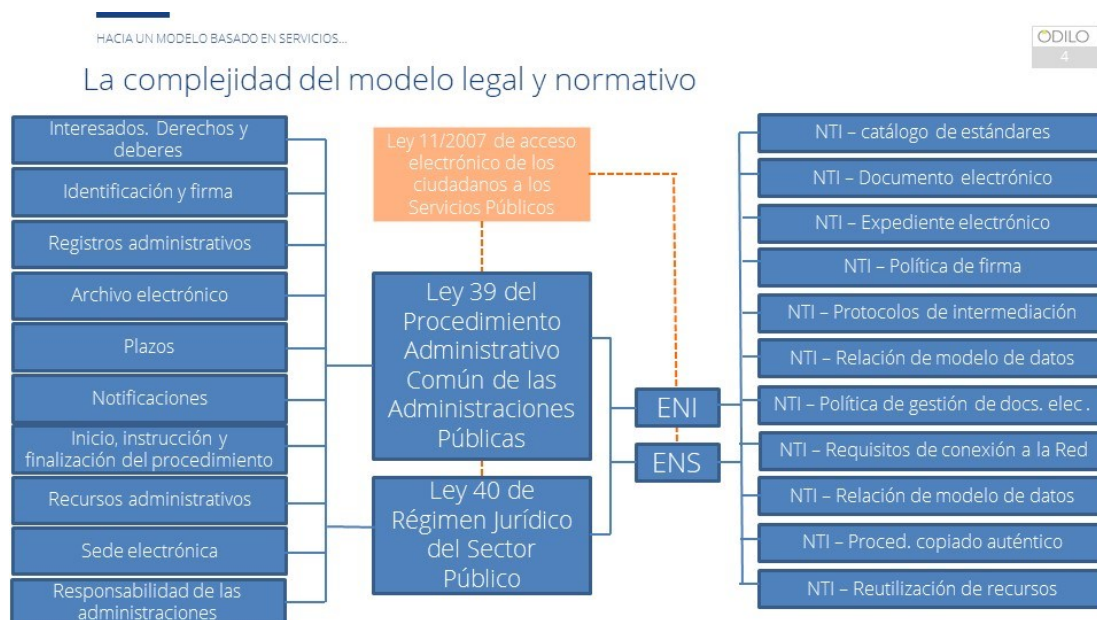 HACIA UN MODELO BASADO EN SERVICIOS...
ODILO
4
La complejidad del modelo legal y normativo
Interesados. Derechos y
deberes
Identificación y firma
Registros administrativos
Archivo electrónico
Plazos
Notificaciones
Inicio, instrucción y
finalización del procedimiento
Recursos administrativos
Sede electrónica
Responsabilidad de las
administraciones
Ley 11/2007 de acceso
electrónico de los
ciudadanos a los
Servicios Públicos
Ley 39 del
Procedimiento
Administrativo
Común de las
Administraciones
Públicas
Ley 40 de
Régimen Jurídico
del Sector
Público
ENI
ENS
NTI – catálogo de estándares
NTI – Documento electrónico
NTI – Expediente electrónico
NTI – Política de firma
NTI – Protocolos de intermediación
NTI – Relación de modelo de datos
NTI – Política de gestión de docs. elec .
NTI – Requisitos de conexión a la Red
NTI – Relación de modelo de datos
NTI – Proced. copiado auténtico
NTI – Reutilización de recursos